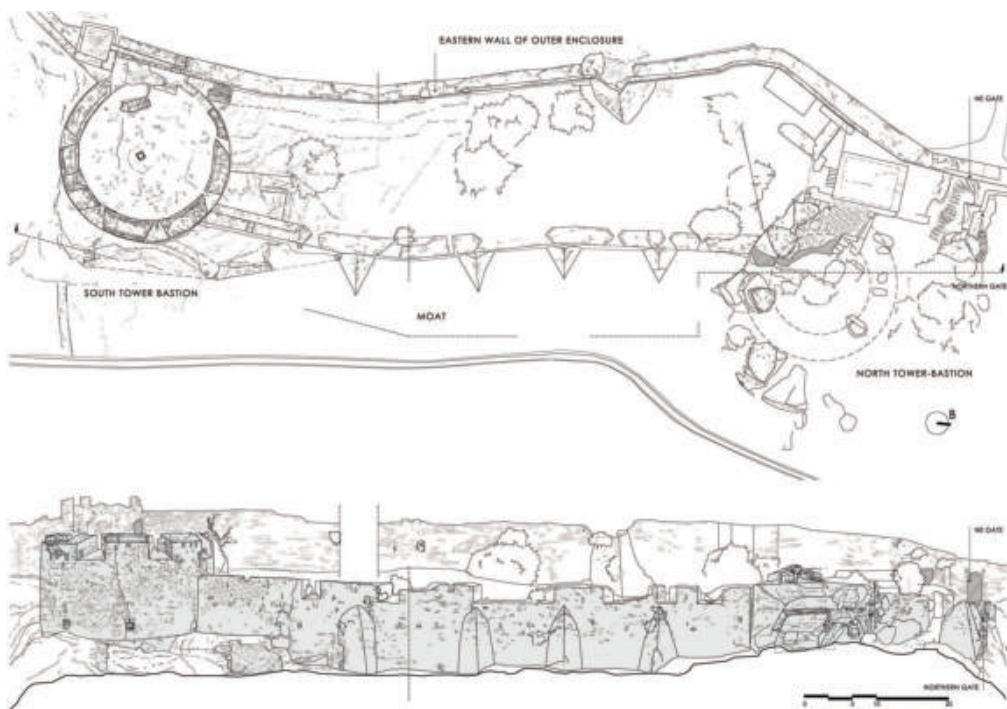 EASTERN WALL OF OUTER ENCLOSURE
NE GATE
NORTHERN GATE
SOUTH TOWER BASTION
MOAT
NORTH TOWER-BASTION
B
NE GATE
NORTHERN GATE